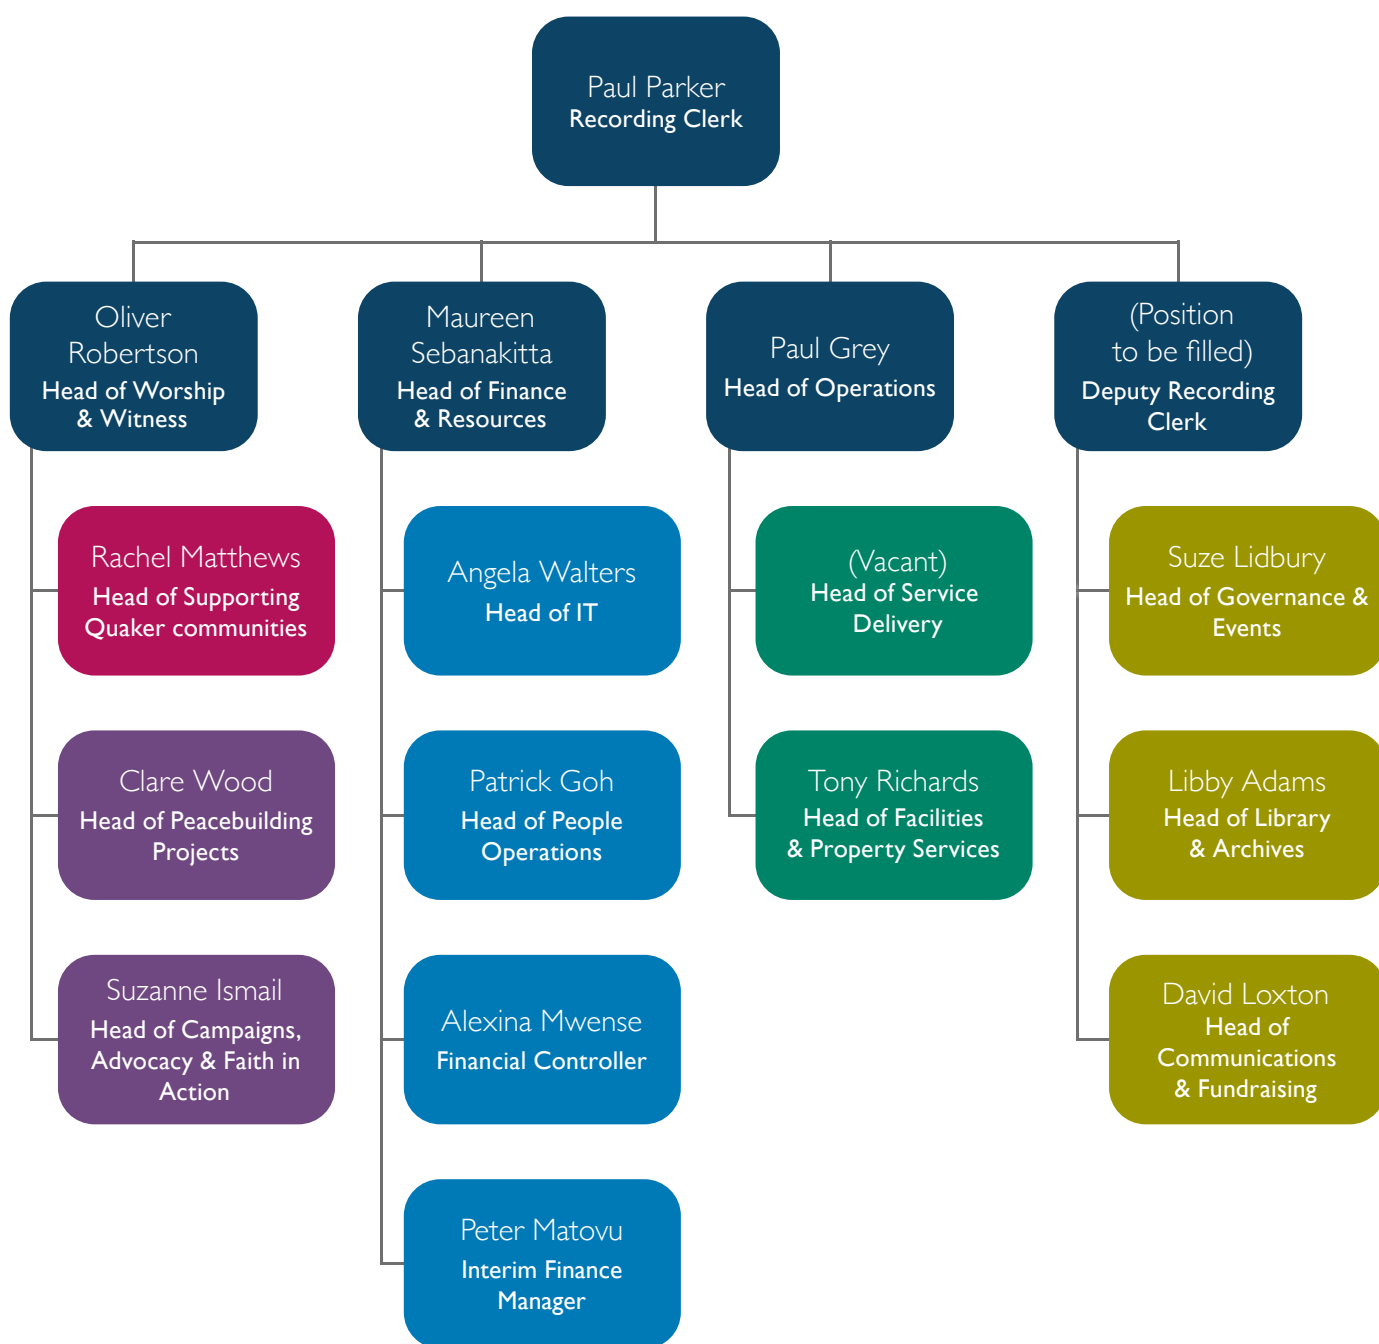 Paul Parker
Recording Clerk
Oliver
Robertson
Head of Worship
& Witness
Maureen
Sebanakitta
Head of Finance
& Resources
Paul Grey
Head of Operations
(Position
to be filled)
Deputy Recording
Clerk
Rachel Matthews
Head of Supporting
Quaker communities
Angela Walters
Head of IT
(Vacant)
Head of Service
Delivery
Suze Lidbury
Head of Governance &
Events
Clare Wood
Head of Peacebuilding
Projects
Patrick Goh
Head of People
Operations
Tony Richards
Head of Facilities
& Property Services
Libby Adams
Head of Library
& Archives
Suzanne Ismail
Head of Campaigns,
Advocacy & Faith in
Action
Alexina Mwense
Financial Controller
David Loxton
Head of
Communications
& Fundraising
Peter Matovu
Interim Finance
Manager